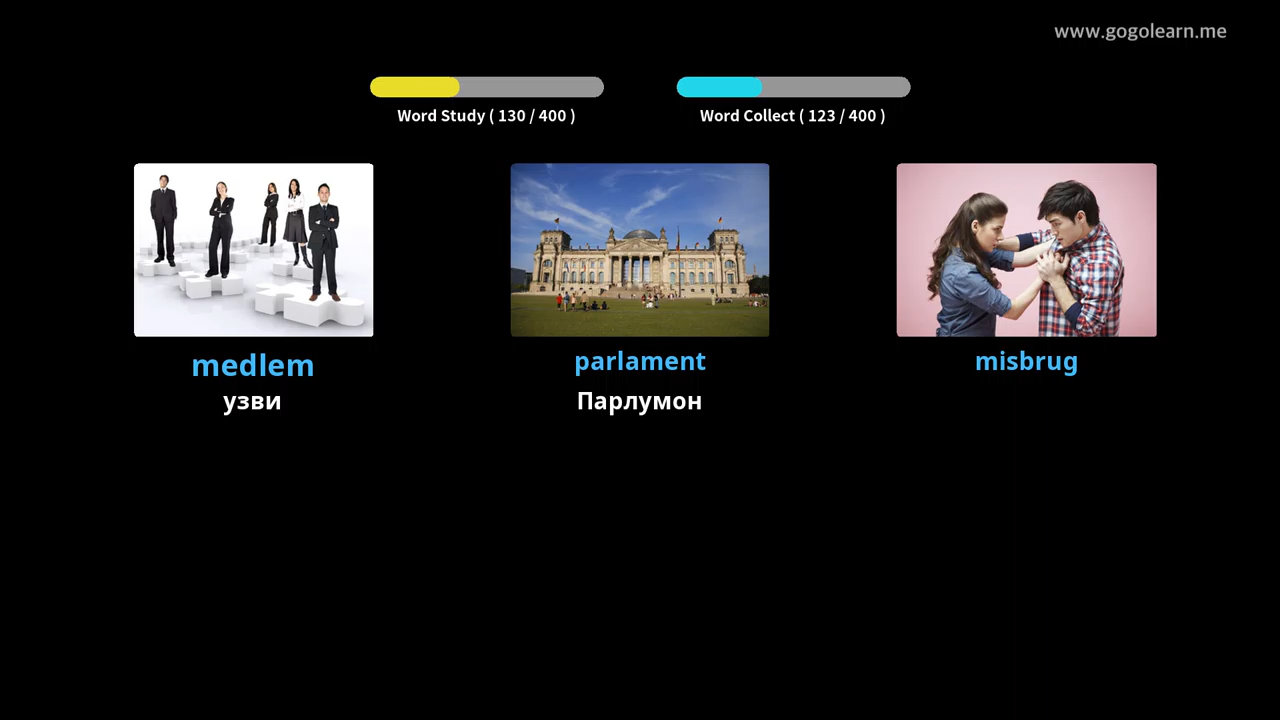 www.gogolearn.me
Word Study ( 130 / 400 )
Word Collect ( 123 / 400 )
medlem
parlament
misbrug
узви
Парлумон